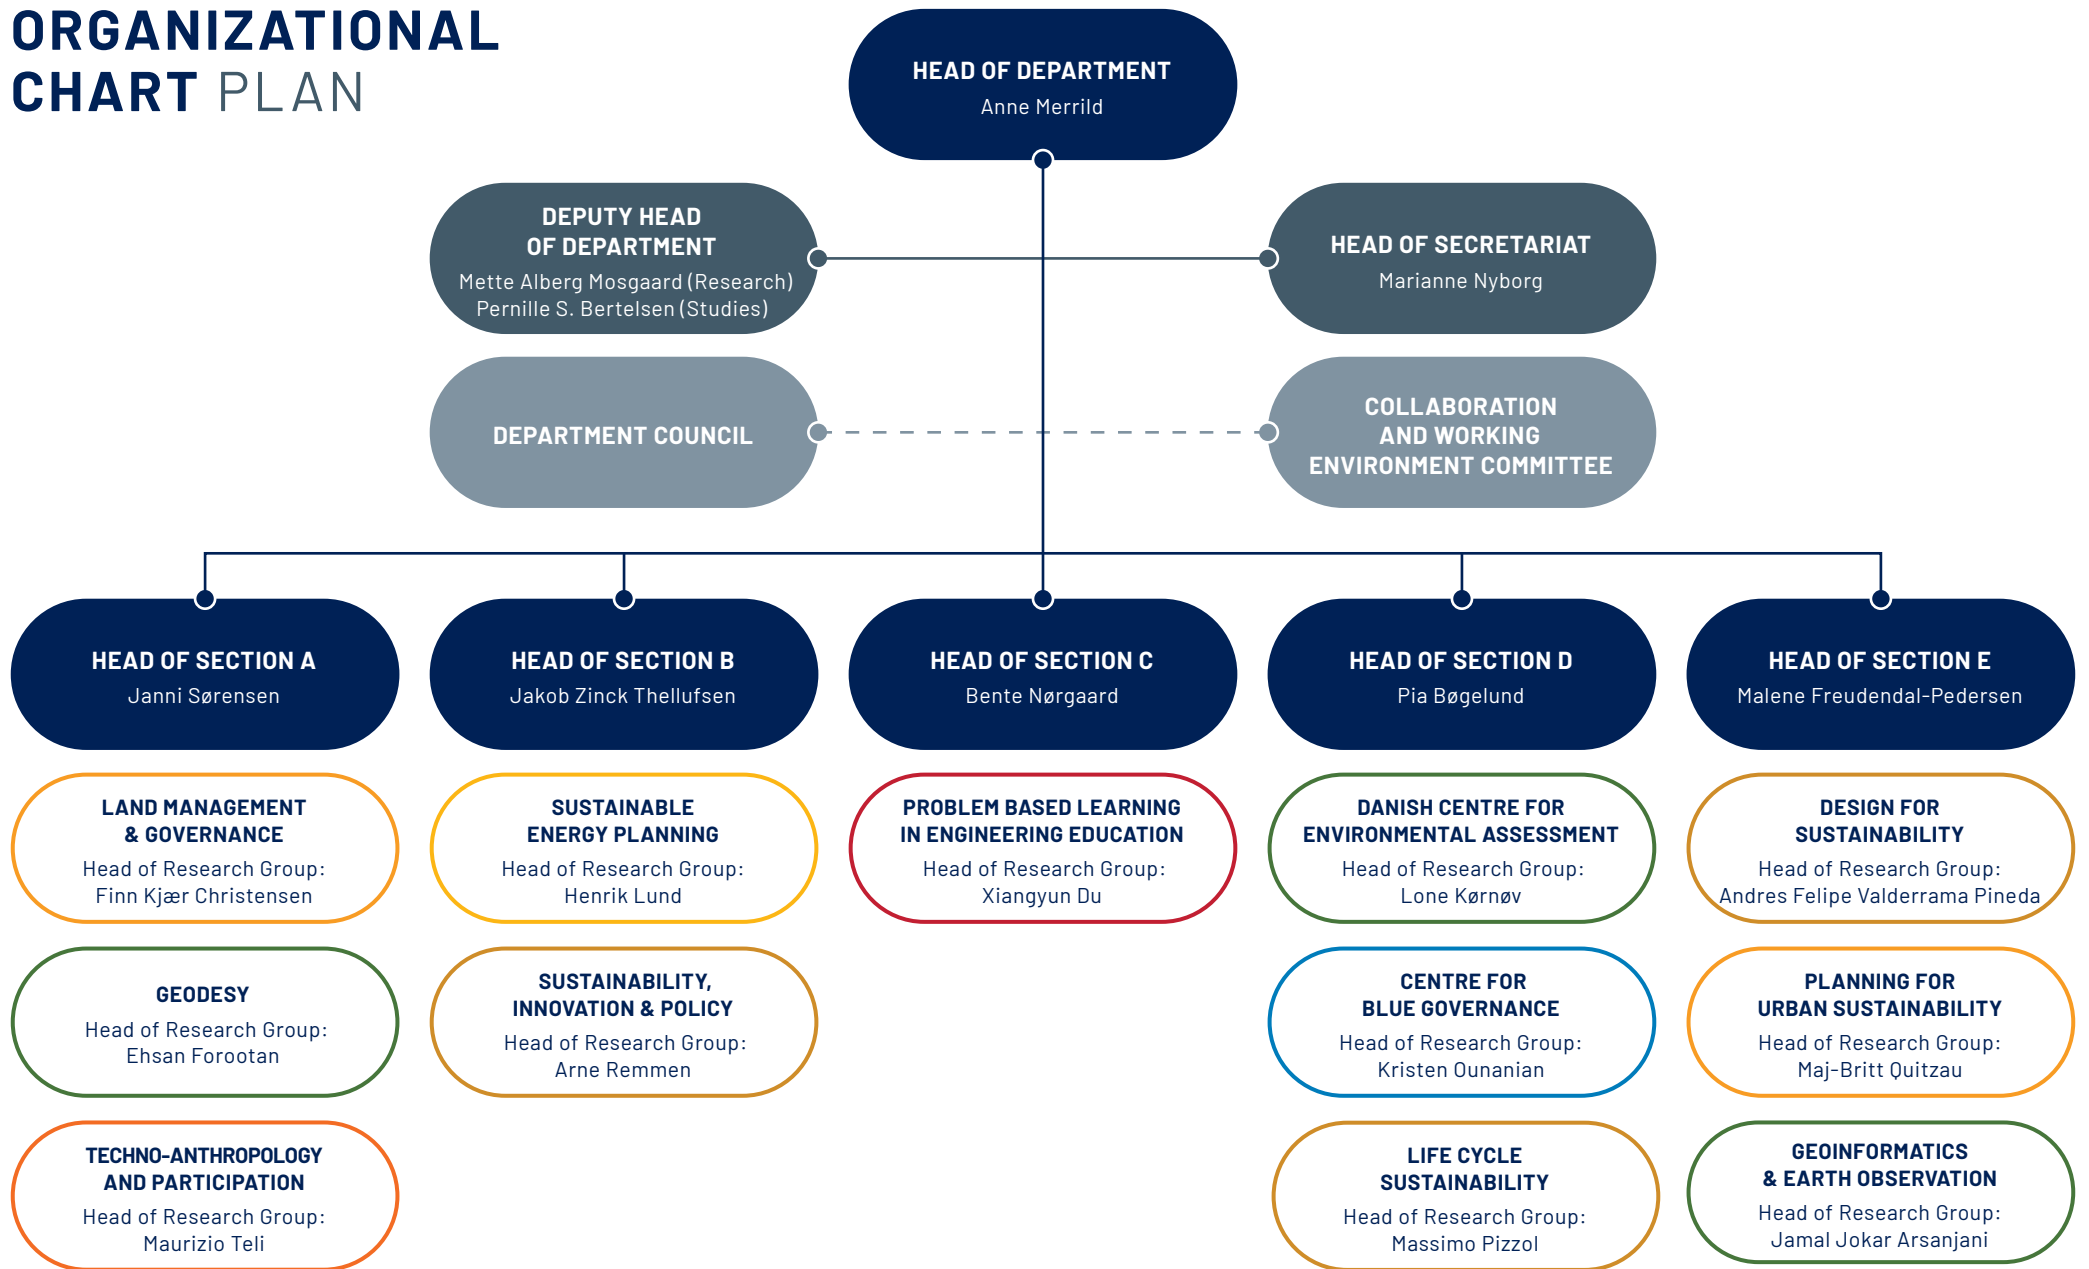 ORGANIZATIONAL
CHART PLAN
HEAD OF DEPARTMENT
Anne Merrild
DEPUTY HEAD
OF DEPARTMENT
Mette Alberg Mosgaard (Research)
Pernille S. Bertelsen (Studies)
HEAD OF SECRETARIAT
Marianne Nyborg
DEPARTMENT COUNCIL
COLLABORATION
AND WORKING
ENVIRONMENT COMMITTEE
HEAD OF SECTION A
Janni Sørensen
HEAD OF SECTION B
Jakob Zinck Thellufsen
HEAD OF SECTION C
Bente Nørgaard
HEAD OF SECTION D
Pia Bøgelund
HEAD OF SECTION E
Malene Freudendal-Pedersen
LAND MANAGEMENT
& GOVERNANCE
Head of Research Group:
Finn Kjær Christensen
SUSTAINABLE
ENERGY PLANNING
Head of Research Group:
Henrik Lund
PROBLEM BASED LEARNING
IN ENGINEERING EDUCATION
Head of Research Group:
Xiangyun Du
DANISH CENTRE FOR
ENVIRONMENTAL ASSESSMENT
Head of Research Group:
Lone Kørnøv
DESIGN FOR
SUSTAINABILITY
Head of Research Group:
Andres Felipe Valderrama Pineda
GEODESY
Head of Research Group:
Ehsan Forootan
SUSTAINABILITY,
INNOVATION & POLICY
Head of Research Group:
Arne Remmen
CENTRE FOR
BLUE GOVERNANCE
Head of Research Group:
Kristen Ounanian
PLANNING FOR
URBAN SUSTAINABILITY
Head of Research Group:
Maj-Britt Quitzau
TECHNO-ANTHROPOLOGY
AND PARTICIPATION
Head of Research Group:
Maurizio Teli
LIFE CYCLE
SUSTAINABILITY
Head of Research Group:
Massimo Pizzol
GEOINFORMATICS
& EARTH OBSERVATION
Head of Research Group:
Jamal Jokar Arsanjani